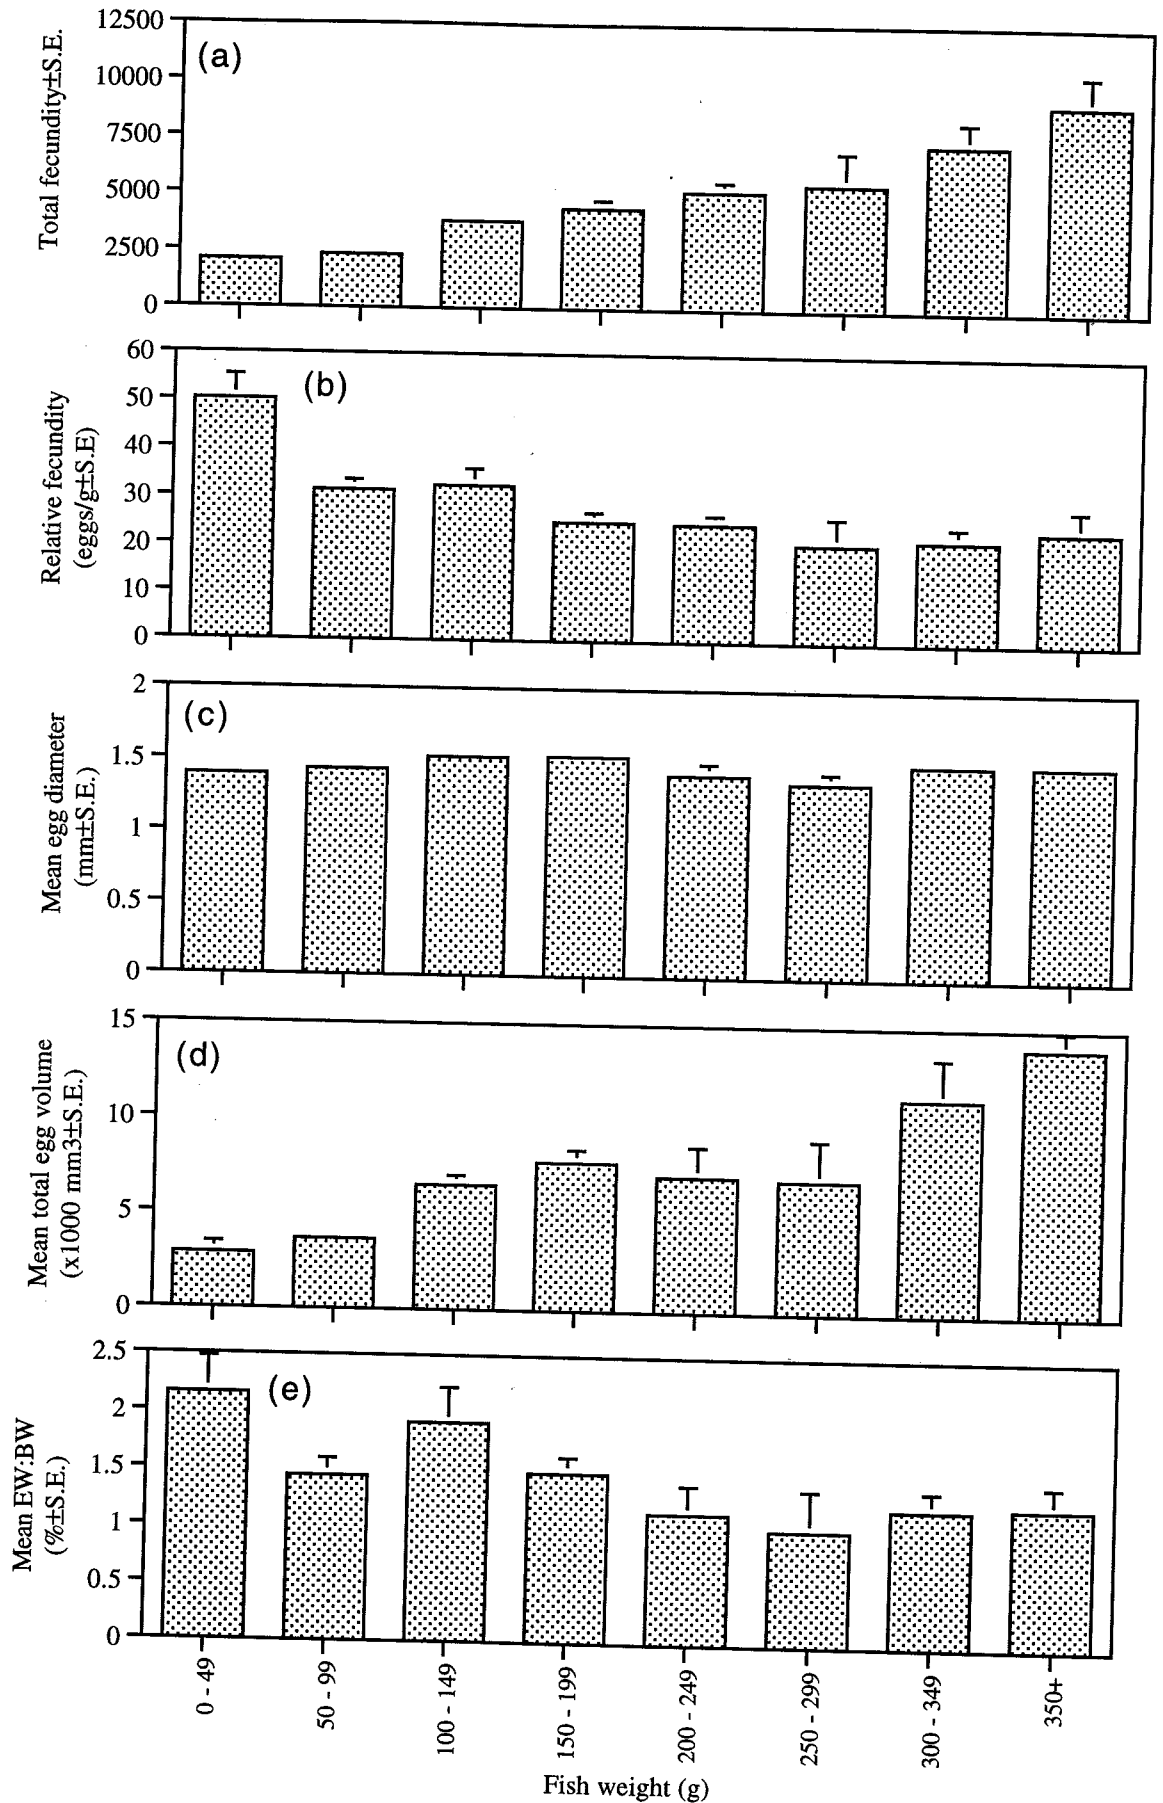 12500
10000
7500
5000
2500
0
Total fecundity±S.E.
(a)
60
50
40
30
20
10
0
Relative fecundity
(eggs/g±S.E)
(b)
2
1.5
1
0.5
0
Mean egg diameter
(mm±S.E.)
(c)
15
10
5
0
Mean total egg volume
(x1000 mm3±S.E.)
(d)
2.5
2
1.5
1
0.5
0
Mean EW:BW
(%±S.E.)
(e)
0 - 49
50 - 99
100 - 149
150 - 199
200 - 249
250 - 299
300 - 349
350+
Fish weight (g)